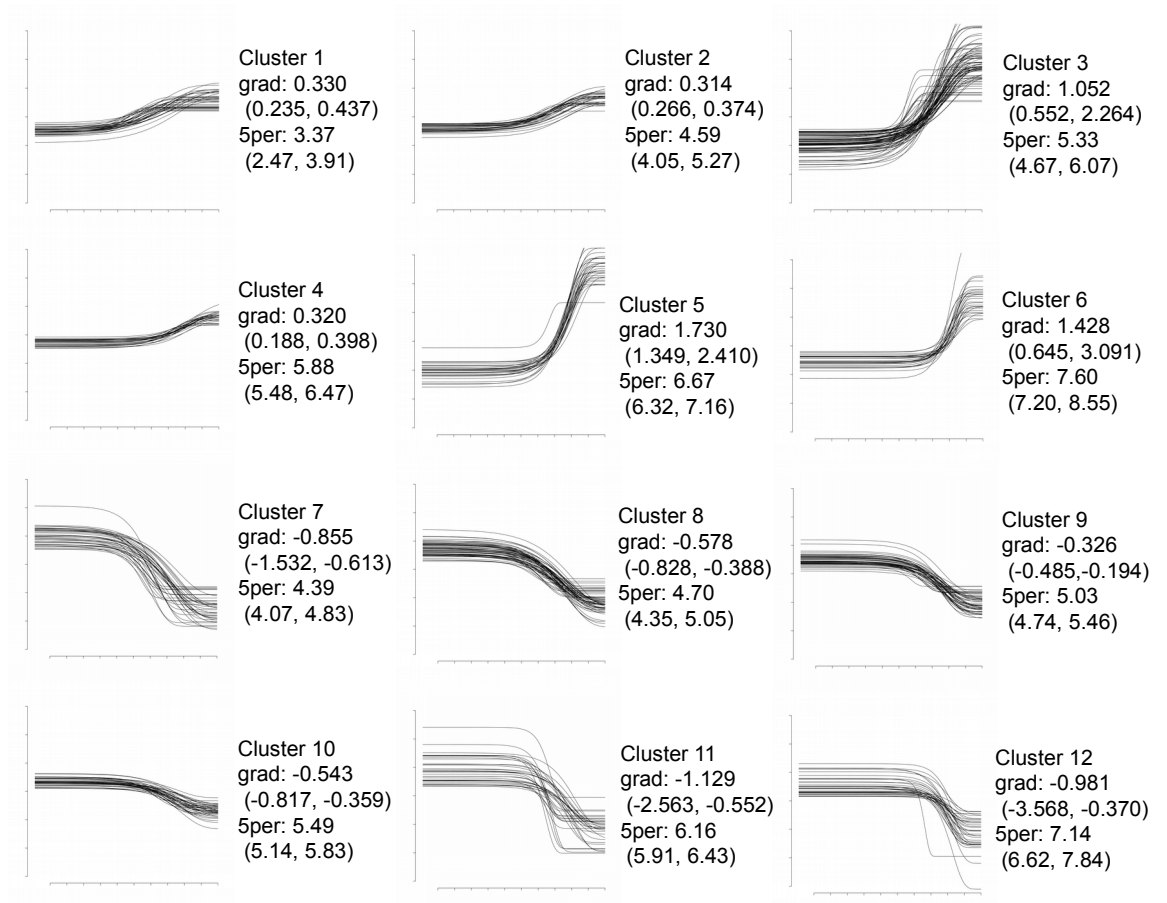 Cluster 1
grad: 0.330
(0.235, 0.437)
5per: 3.37
(2.47, 3.91)
Cluster 2
grad: 0.314
(0.266, 0.374)
5per: 4.59
(4.05, 5.27)
Cluster 3
grad: 1.052
(0.552, 2.264)
5per: 5.33
(4.67, 6.07)
Cluster 4
grad: 0.320
(0.188, 0.398)
5per: 5.88
(5.48, 6.47)
Cluster 5
grad: 1.730
(1.349, 2.410)
5per: 6.67
(6.32, 7.16)
Cluster 6
grad: 1.428
(0.645, 3.091)
5per: 7.60
(7.20, 8.55)
Cluster 7
grad: -0.855
(-1.532, -0.613)
5per: 4.39
(4.07, 4.83)
Cluster 8
grad: -0.578
(-0.828, -0.388)
5per: 4.70
(4.35, 5.05)
Cluster 9
grad: -0.326
(-0.485,-0.194)
5per: 5.03
(4.74, 5.46)
Cluster 10
grad: -0.543
(-0.817, -0.359)
5per: 5.49
(5.14, 5.83)
Cluster 11
grad: -1.129
(-2.563, -0.552)
5per: 6.16
(5.91, 6.43)
Cluster 12
grad: -0.981
(-3.568, -0.370)
5per: 7.14
(6.62, 7.84)